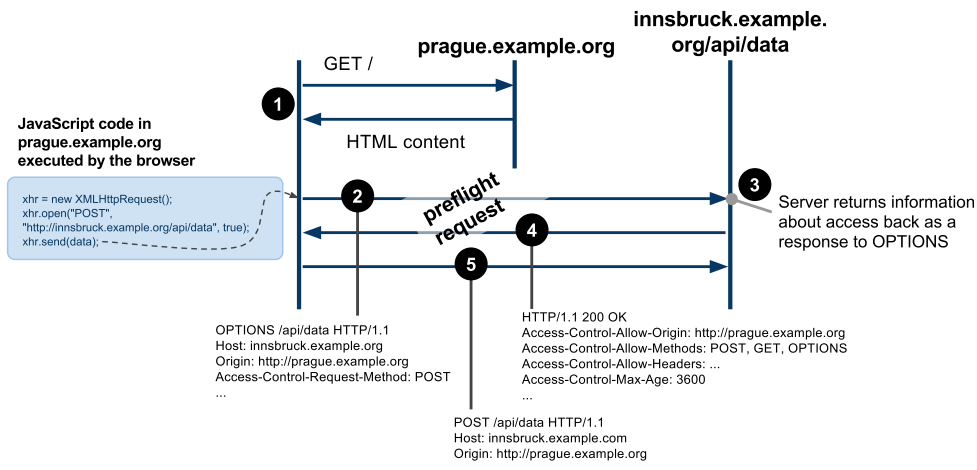 innsbruck.example.
org/api/data
prague.example.org
GET /
1
HTML content
JavaScript code in
prague.example.org
executed by the browser
xhr = new XMLHttpRequest();
xhr.open("POST",
"http://innsbruck.example.org/api/data", true);
xhr.send(data);
2
preflight
request
3
Server returns information
about access back as a
response to OPTIONS
4
5
OPTIONS /api/data HTTP/1.1
Host: innsbruck.example.org
Origin: http://prague.example.org
Access-Control-Request-Method: POST
...
HTTP/1.1 200 OK
Access-Control-Allow-Origin: http://prague.example.org
Access-Control-Allow-Methods: POST, GET, OPTIONS
Access-Control-Allow-Headers: ...
Access-Control-Max-Age: 3600
...
POST /api/data HTTP/1.1
Host: innsbruck.example.com
Origin: http://prague.example.org